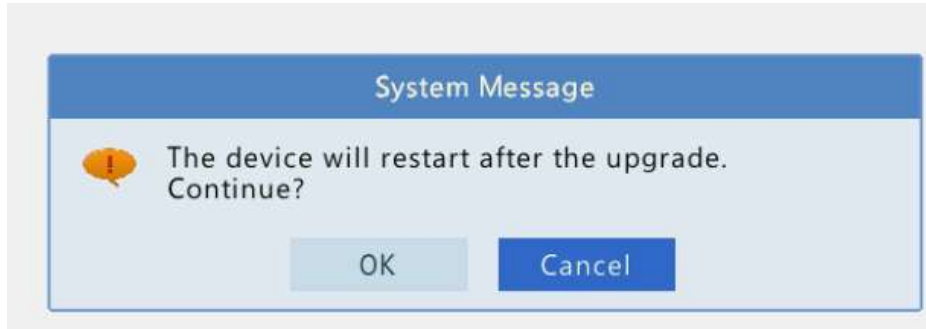 System Message
The device will restart after the upgrade.
Continue?
OK
Cancel